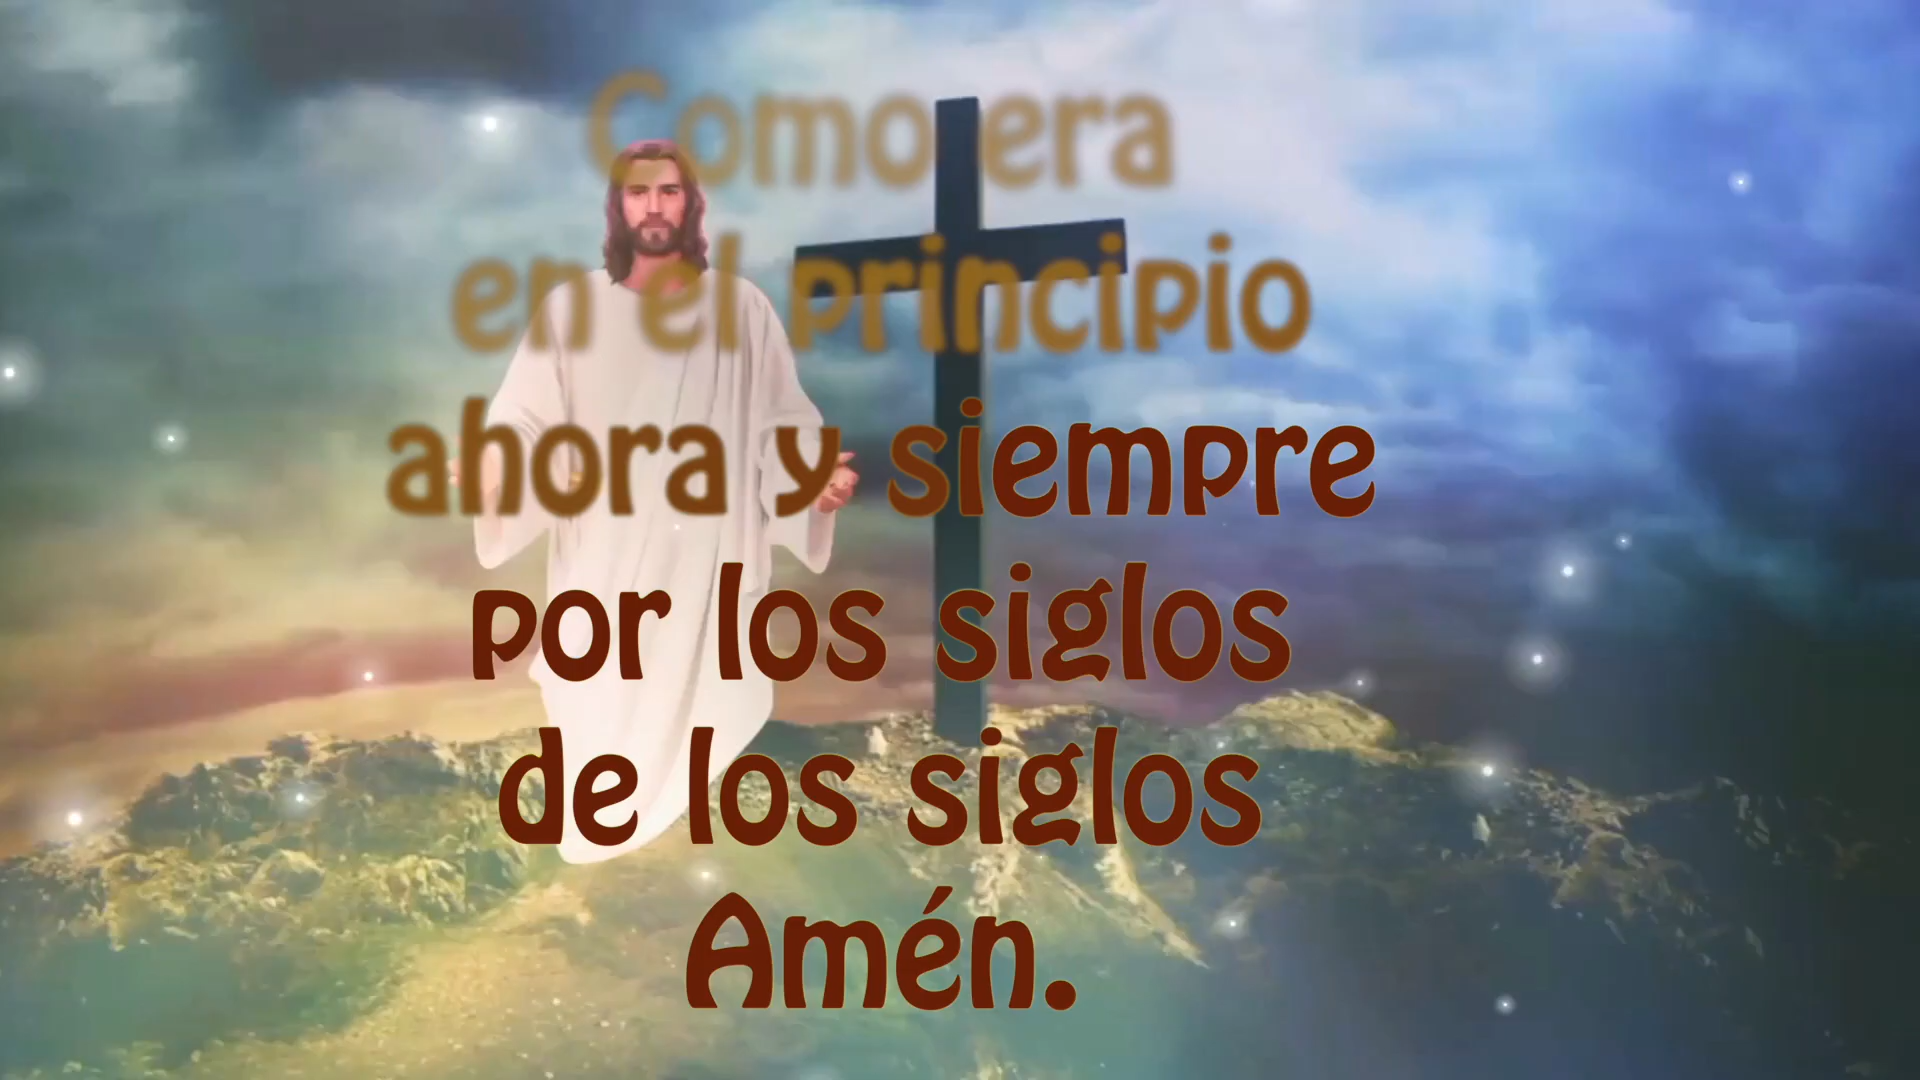 Como era
en el principio
ahora y siempre
por los siglos
de los siglos
Amén.